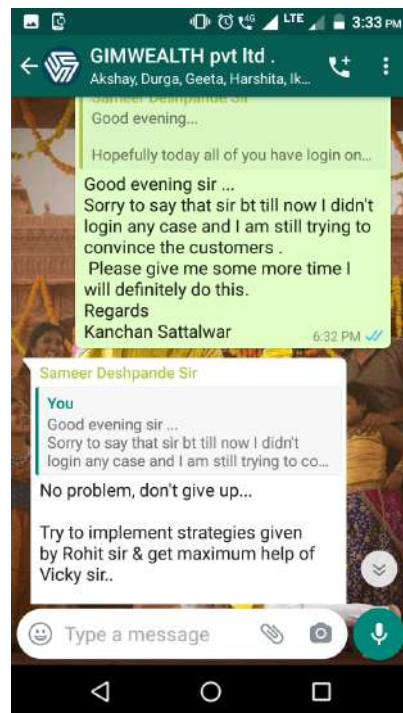 4G LTE 3:33 PM
GIMWEALTH pvt ltd .
Akshay, Durga, Geeta, Harshita, Ik...
Sameer Deshpande Sir
Good evening...
Hopefully today all of you have login on...
Good evening sir ...
Sorry to say that sir bt till now I didn't
login any case and I am still trying to
convince the customers .
Please give me some more time I
will definitely do this.
Regards
Kanchan Sattalwar
6:32 PM
Sameer Deshpande Sir
You
Good evening sir ...
Sorry to say that sir bt till now I didn't
login any case and I am still trying to co...
No problem, don't give up...
Try to implement strategies given
by Rohit sir & get maximum help of
Vicky sir..
Type a message